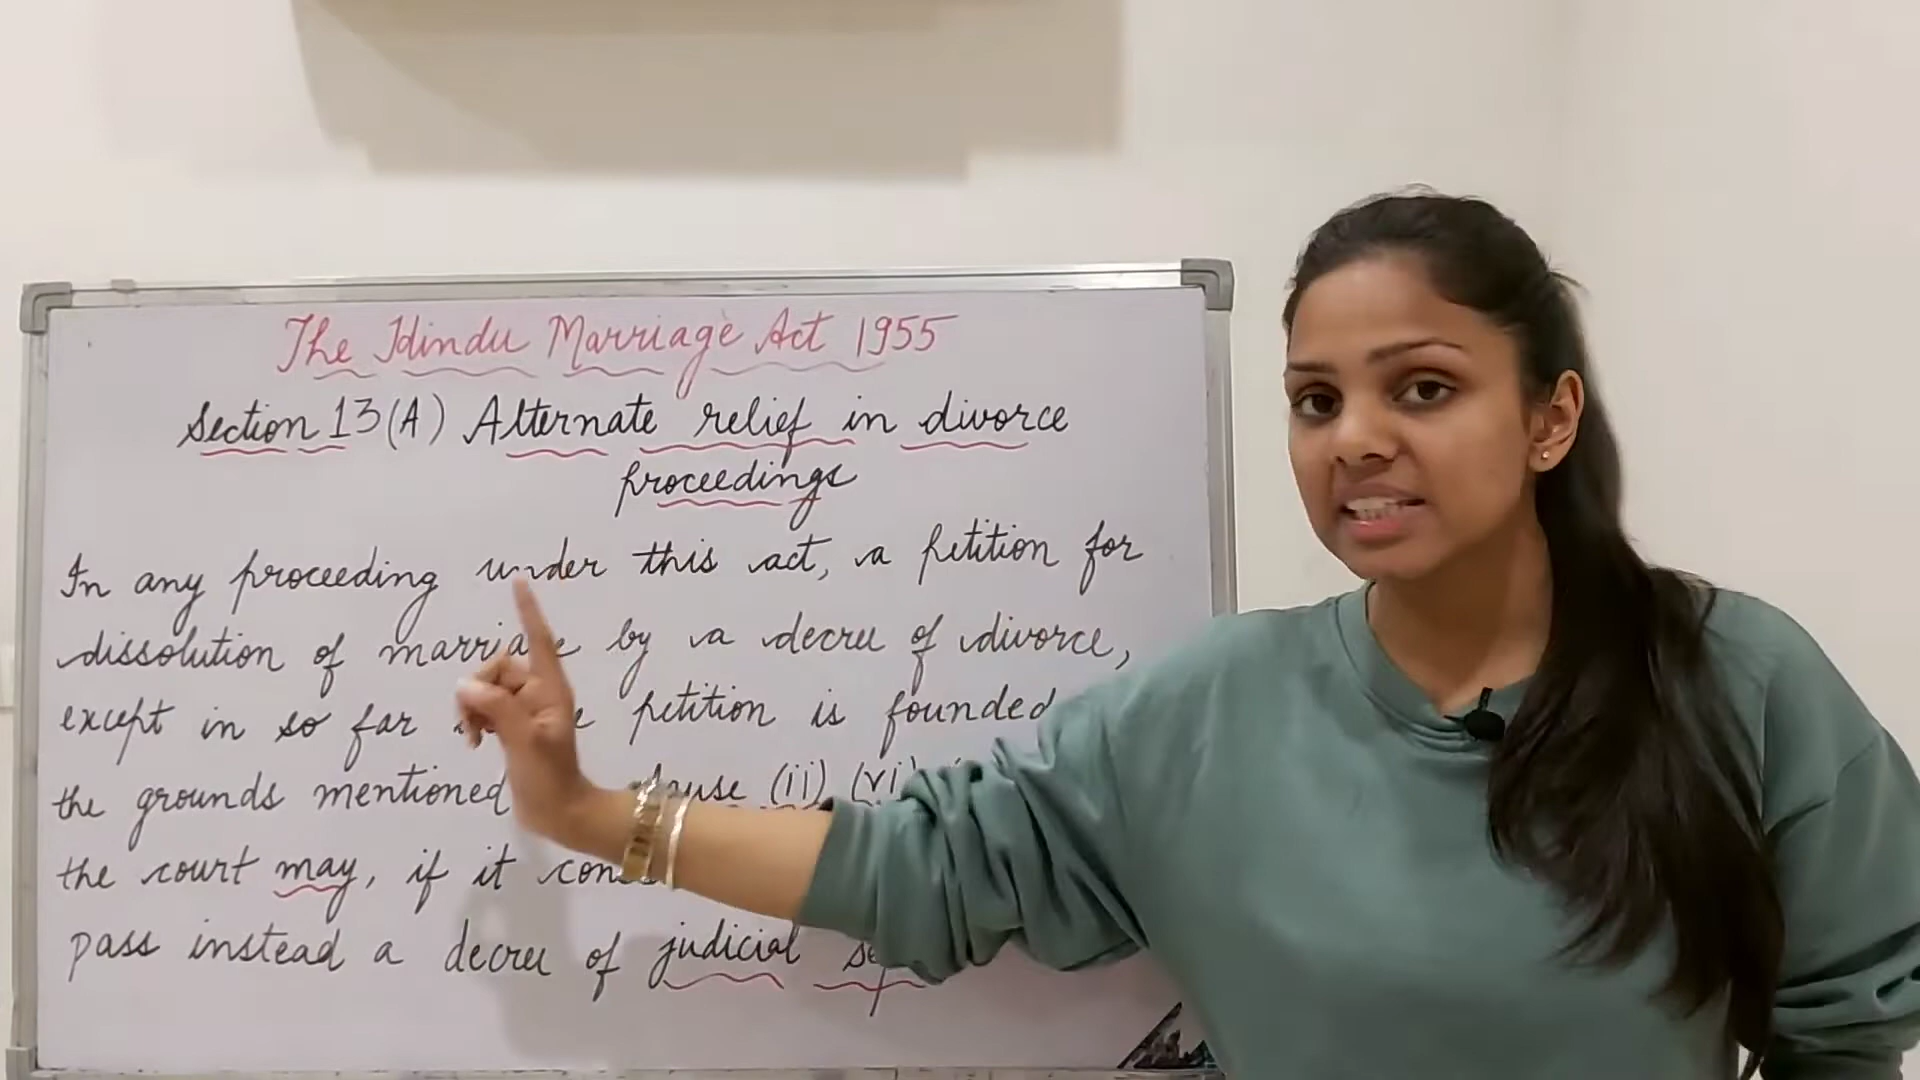 The Hindu Marriage Act 1955
Section 13(A) Alternate relief in divorce
proceedings
In any proceeding under this act, a petition for
dissolution of marriage by a decree of divorce,
except in so far petition is founded
the grounds mentioned (ii) (vi)
the court may, if it
pass instead a decree of judicial